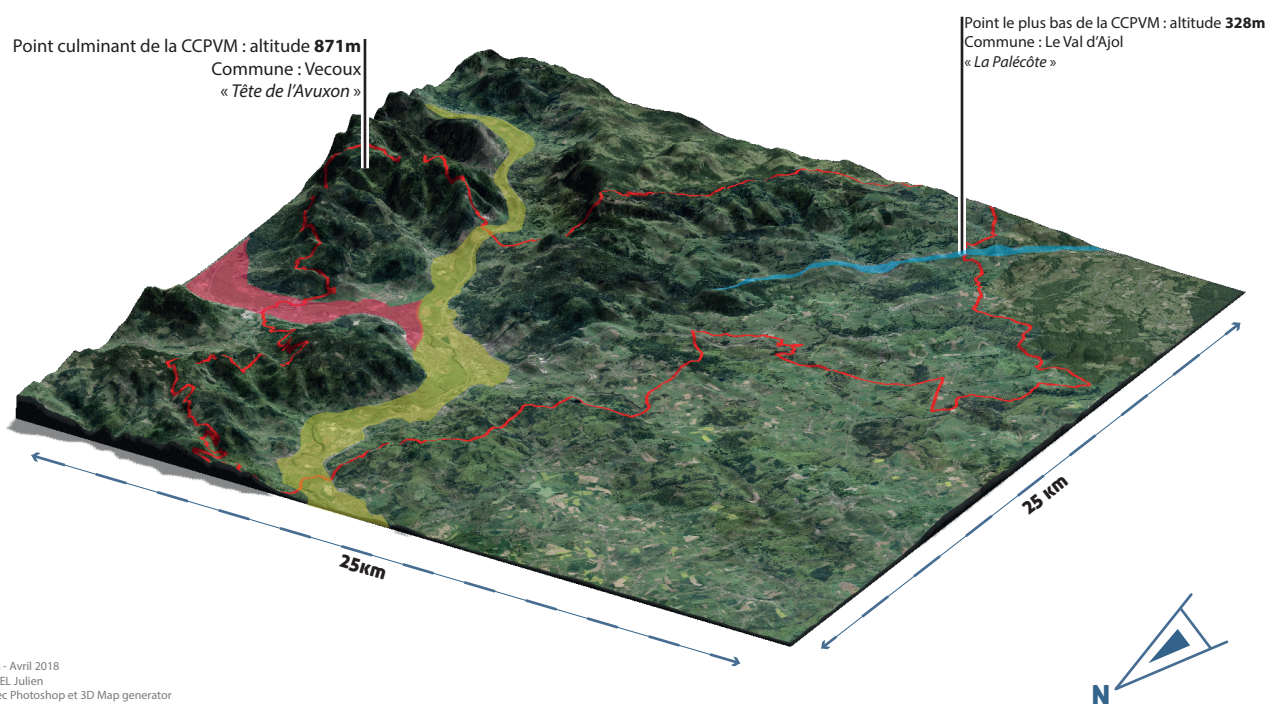 Point culminant de la CCPVM : altitude 871m
Commune : Vecoux
« Tête de l'Avuxon »
Point le plus bas de la CCPVM : altitude 328m
Commune : Le Val d'Ajol
« La Palécôte »
25km
25 km
N
- Avril 2018
EL Julien
ec Photoshop et 3D Map generator